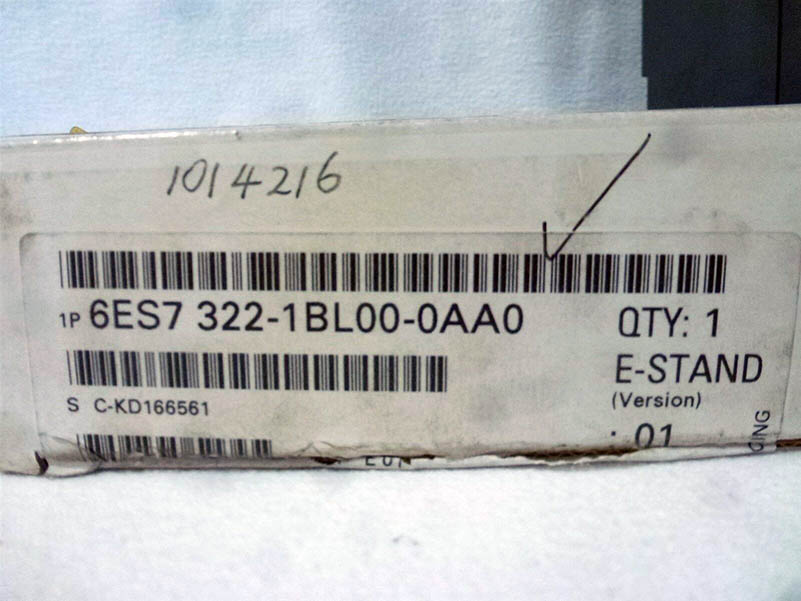 1014216
1P 6ES7 322-1BL00-0AA0
QTY: 1
E-STAND
(Version)
S C-KD166561
: 01